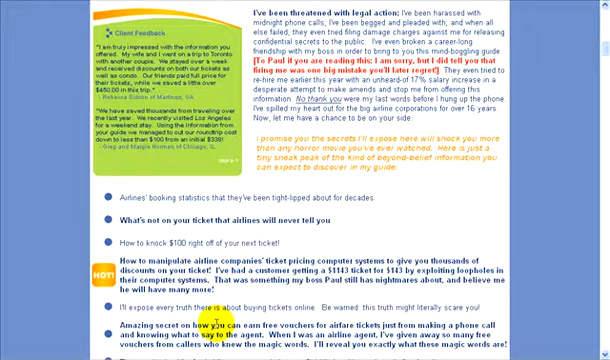 Client Feedback
"I am truly impressed with the information you
offered. My wife and I went on a trip to Toronto
with another couple. We stayed over a week
and received discounts on both our tickets as
well as condo. Our friends paid full price for
their tickets, while we saved a little over
$450.00 in this trip."
- Rebecca Eidson of Marinez, GA
"We have saved thousands from traveling over
the last year. We recently visited Los Angeles
for a weekend stay. Using the information from
your guide we managed to cut our roundtrip cost
down to less than $100 from an initial $338!"
- Greg and Margie Norman of Chicago, IL
more
I've been threatened with legal action; I've been harassed with
midnight phone calls; I've been begged and pleaded with; and when all
else failed, they even tried filing damage charges against me for releasing
confidential secrets to the public. I've even broken a career-long
friendship with my boss in order to bring to you this mind-boggling guide
[To Paul if you are reading this: I am sorry, but I did tell you that
firing me was one big mistake you'll later regret!]. They even tried to
re-hire me earlier this year with an unheard-of 17% salary increase in a
desperate attempt to make amends and stop me from offering this
information. No thank you were my last words before I hung up the phone.
I've spilled my heart out for the big airline corporations for over 16 years.
Now, let me have a chance to be on your side.
I promise you the secrets I'll expose here will shock you more
than any horror movie you've ever watched. Here is just a
tiny sneak peak of the kind of beyond-belief information you
can expect to discover in my guide:
Airlines' booking statistics that they've been tight-lipped about for decades
What's not on your ticket that airlines will never tell you
How to knock $100 right off of your next ticket!
HOT!
How to manipulate airline companies' ticket pricing computer systems to give you thousands of
discounts on your ticket! I've had a customer getting a $1143 ticket for $143 by exploiting loopholes in
their computer systems. That was something my boss Paul still has nightmares about, and believe me
he will have many more!
I'll expose every truth there is about buying tickets online. Be warned: this truth might literally scare you!
Amazing secret on how you can earn free vouchers for airfare tickets just from making a phone call
and knowing what to say to the agent. When I was an airline agent, I've given away so many free
vouchers from callers who knew the magic words. I'll reveal you exactly what these magic words are!